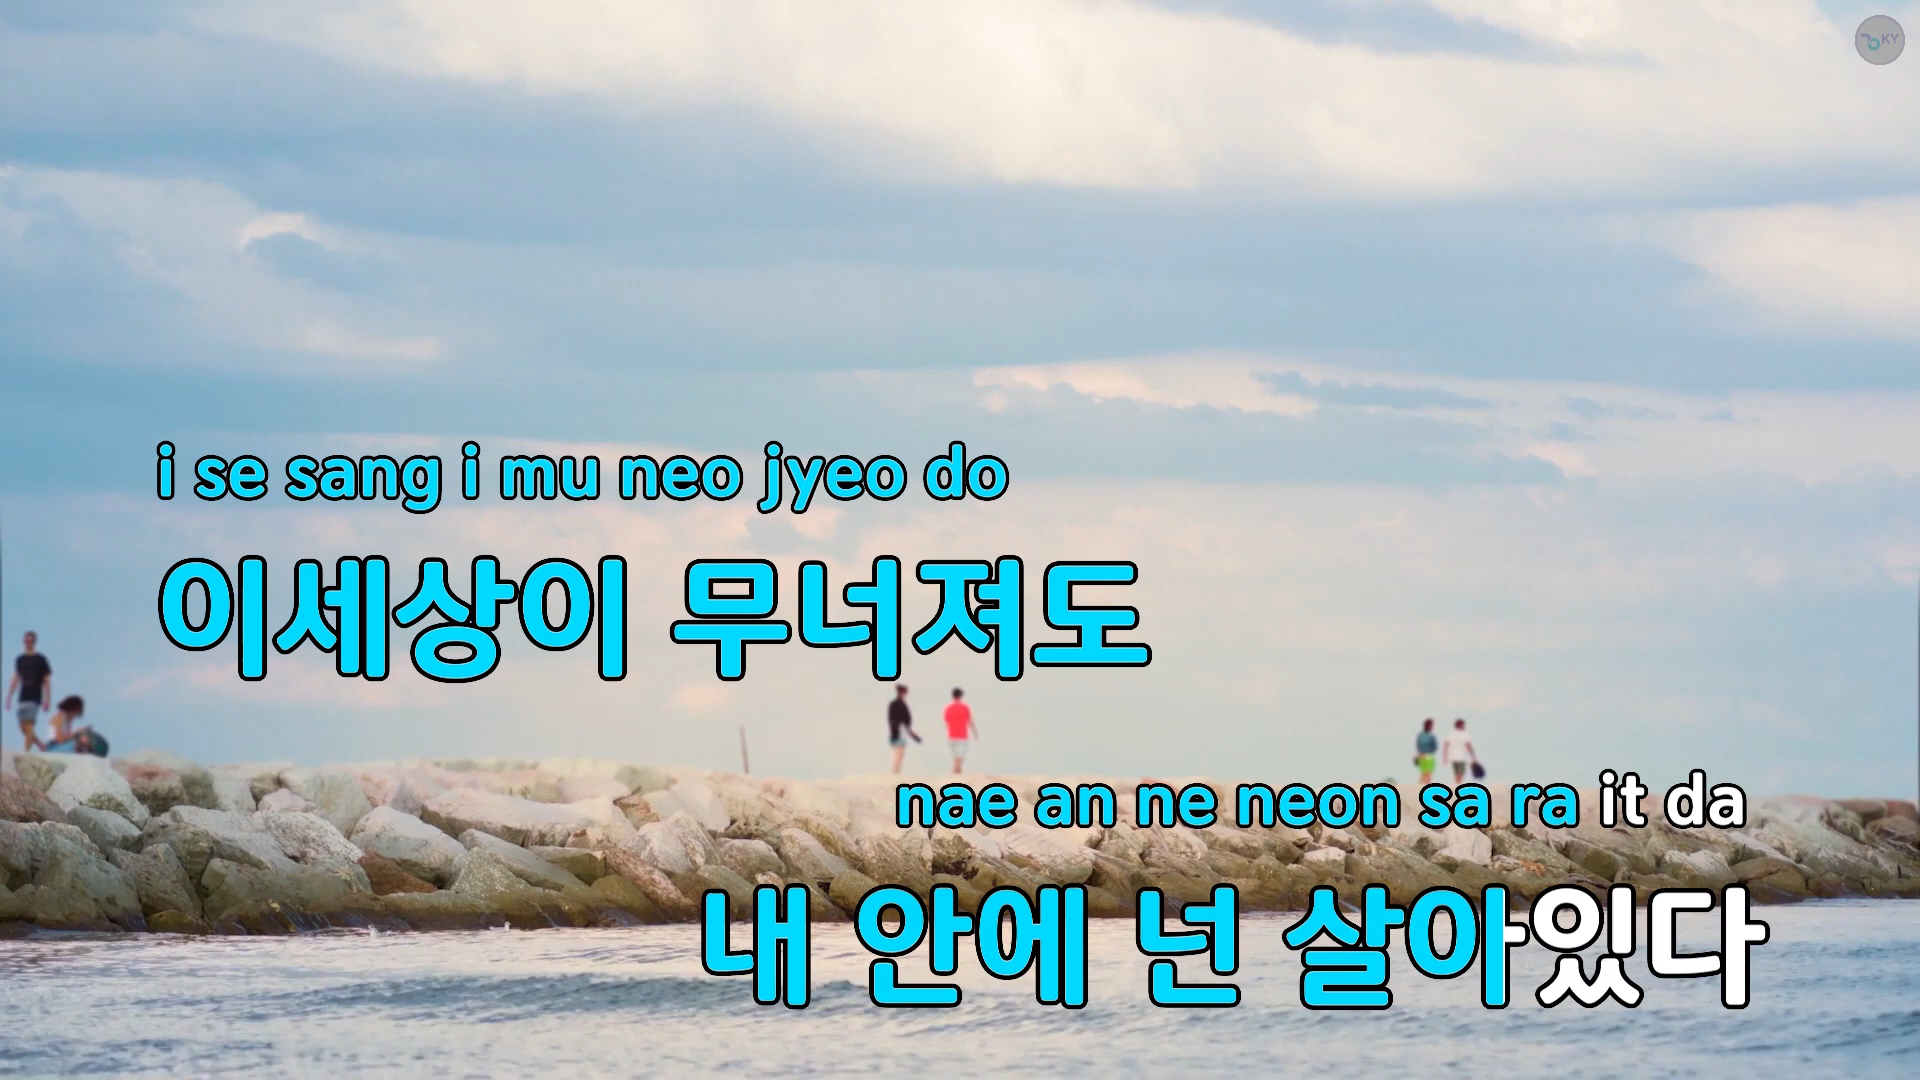 KY
i se sang i mu neo jyeo do
이세상이 무너져도
nae an ne neon sa ra it da
내 안에 넌 살아있다